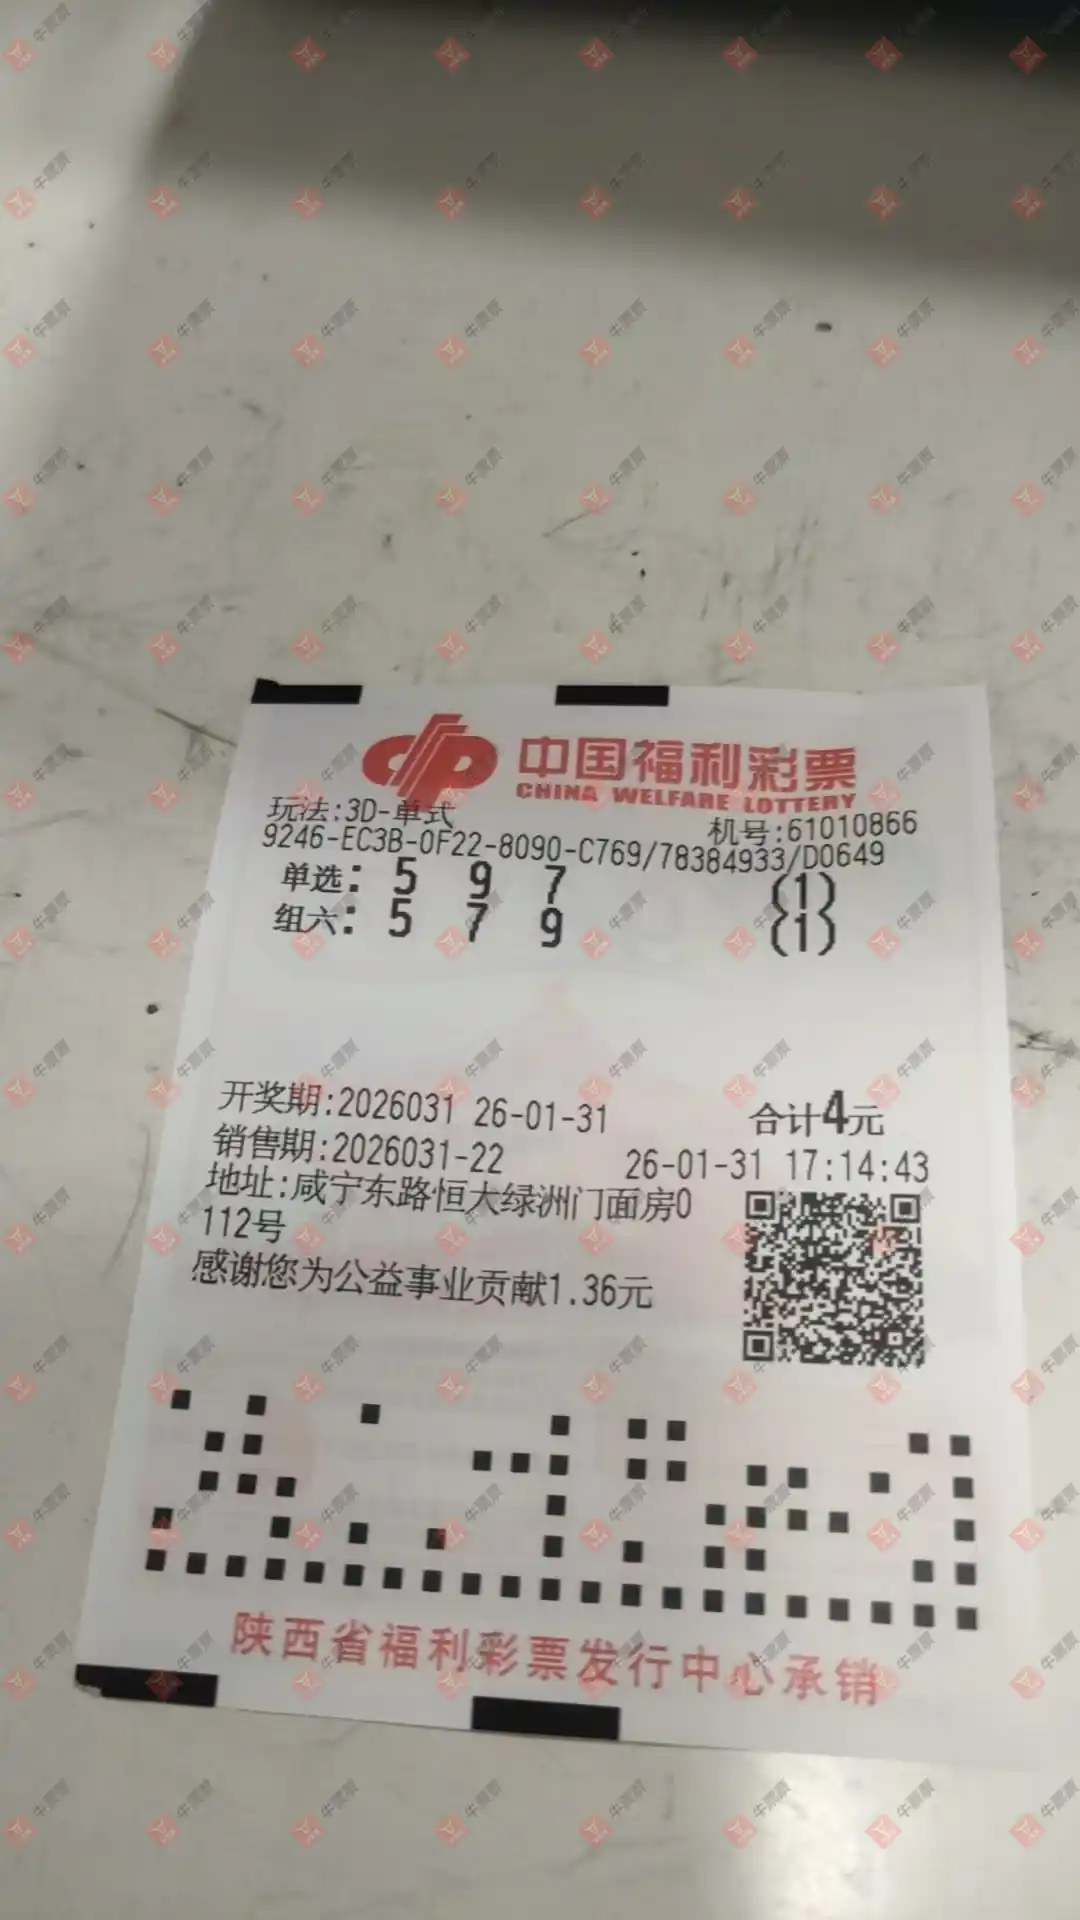 中国福利彩票
CHINA WELFARE LOTTERY
玩法:3D-单式 机号:61010866
9246-EC3B-0F22-8090-C769/78384933/D0649
单选: 5 9 7 (1)
组六: 5 7 9 (1)
开奖期:2026031 26-01-31 合计4元
销售期:2026031-22 26-01-31 17:14:43
地址:咸宁东路恒大绿洲门面房0
112号
感谢您为公益事业贡献1.36元
陕西省福利彩票发行中心承销
牛票票